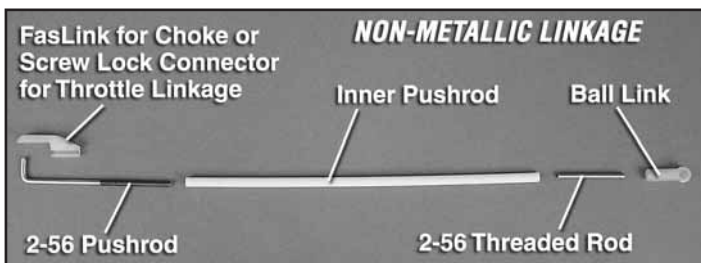 NON-METALLIC LINKAGE
FasLink for Choke or
Screw Lock Connector
for Throttle Linkage
Inner Pushrod
Ball Link
2-56 Pushrod
2-56 Threaded Rod